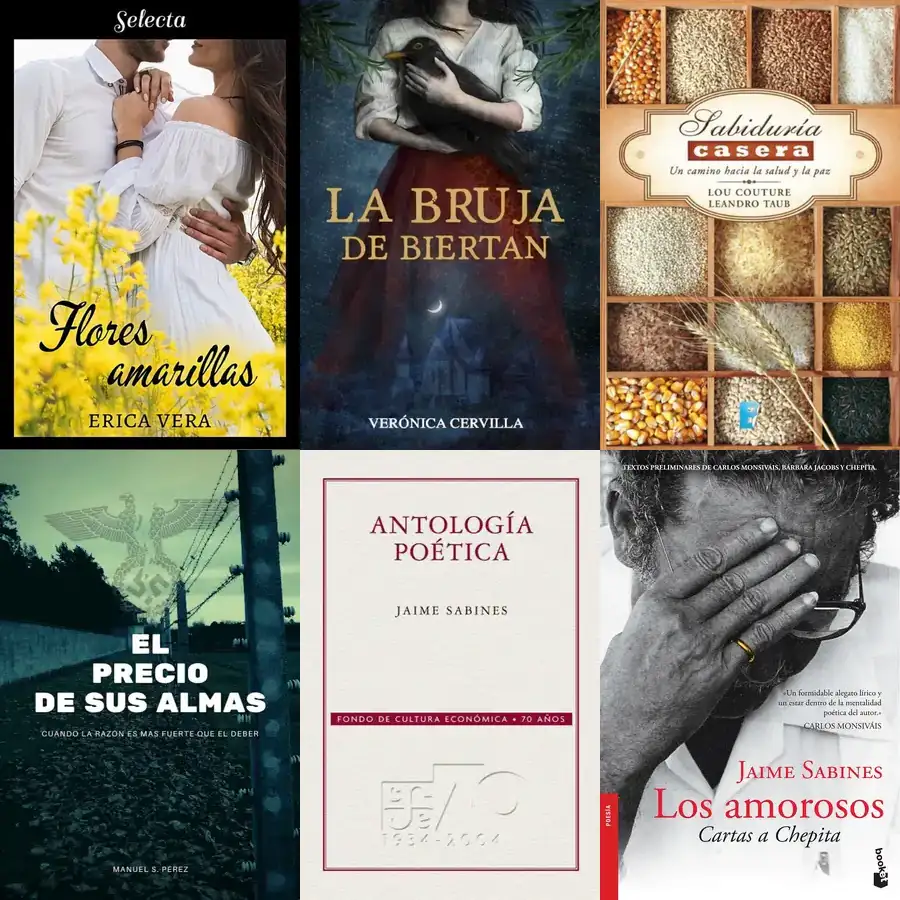 Selecta
Flores
amarillas
ERICA VERA
LA BRUJA
DE BIERTAN
VERÓNICA CERVILLA
Sabiduría
casera
Un camino hacia la salud y la paz
LOU COUTURE
LEANDRO TAUB
EL
PRECIO
DE SUS ALMAS
CUANDO LA RAZON ES MAS FUERTE QUE EL DEBER
MANUEL S. PEREZ
ANTOLOGÍA
POÉTICA
JAIME SABINES
FONDO DE CULTURA ECONÓMICA • 70 AÑOS
1934-2004
TEXTOS PRELIMINARES DE CARLOS MONSIVÁIS, BÁRBARA JACOBS Y CHEPITA.
«Un formidable alegato lírico y
un estar dentro de la mentalidad
poética del autor.»
CARLOS MONSIVÁIS
JAIME SABINES
Los amorosos
Cartas a Chepita
POESÍA
booket